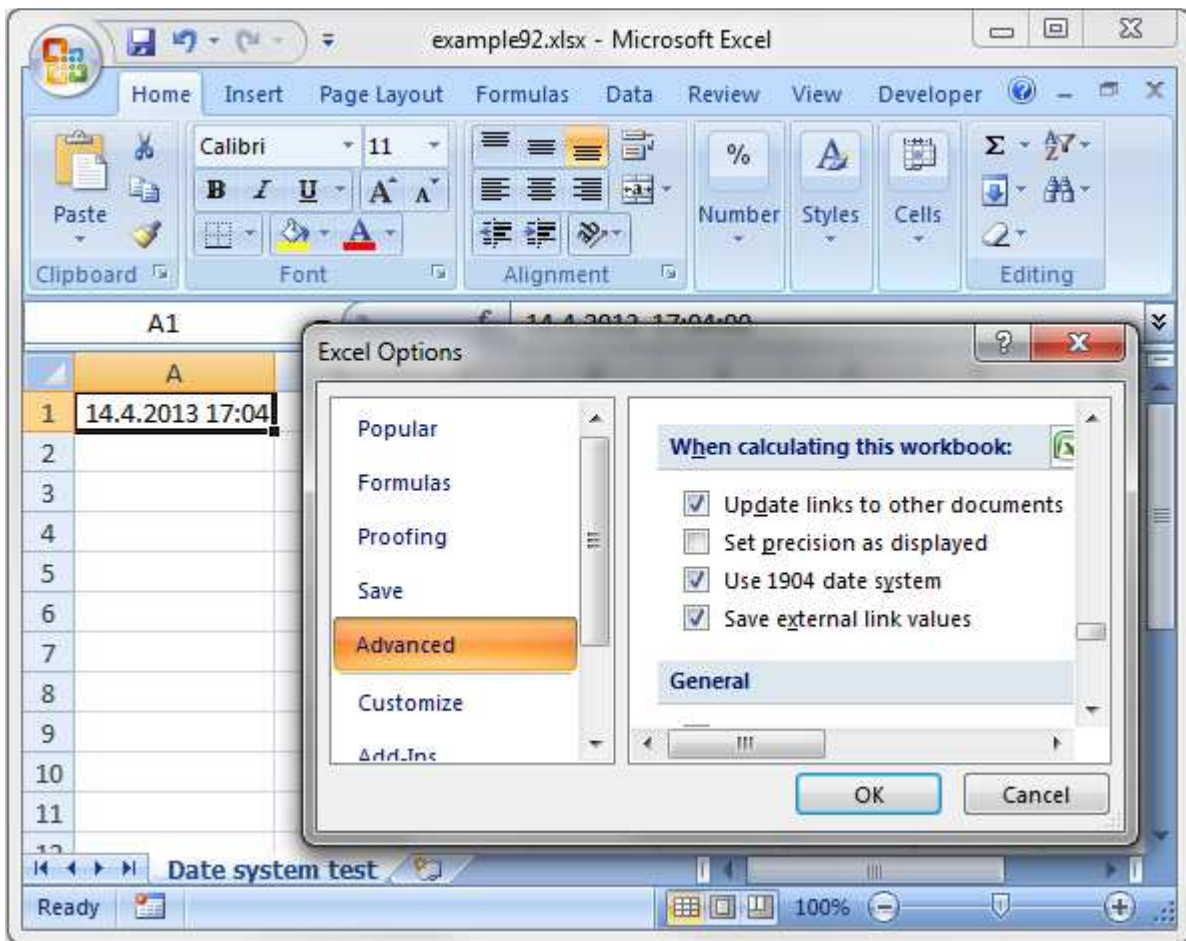 example92.xlsx - Microsoft Excel
Home Insert Page Layout Formulas Data Review View Developer
Calibri 11
B I U A A
Paste
% Number Styles Cells
Σ
Clipboard Font Alignment Editing
A1
Excel Options
A
1 14.4.2013 17:04
2
3
4
5
6
7
8
9
10
11
Popular
Formulas
Proofing
Save
Advanced
Customize
Add-Ins
When calculating this workbook:
Update links to other documents
Set precision as displayed
Use 1904 date system
Save external link values
General
OK Cancel
Date system test
Ready 100%